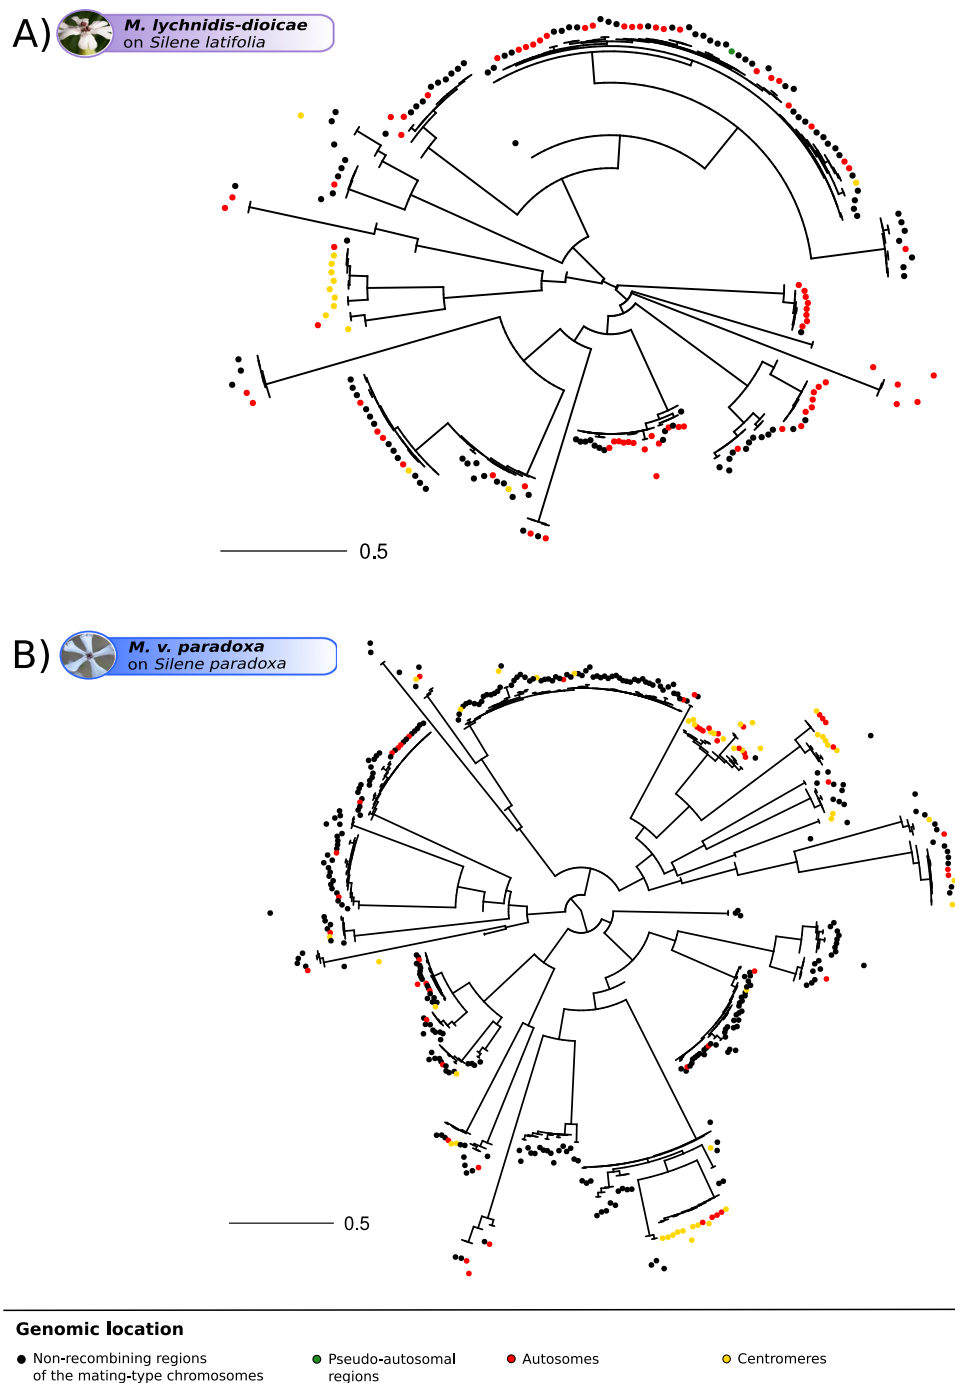 A)
M. lychnidis-dioicae
on Silene latifolia
0.5
B)
M. v. paradoxa
on Silene paradoxa
0.5
Genomic location
Non-recombining regions
of the mating-type chromosomes
Pseudo-autosomal
regions
Autosomes
Centromeres